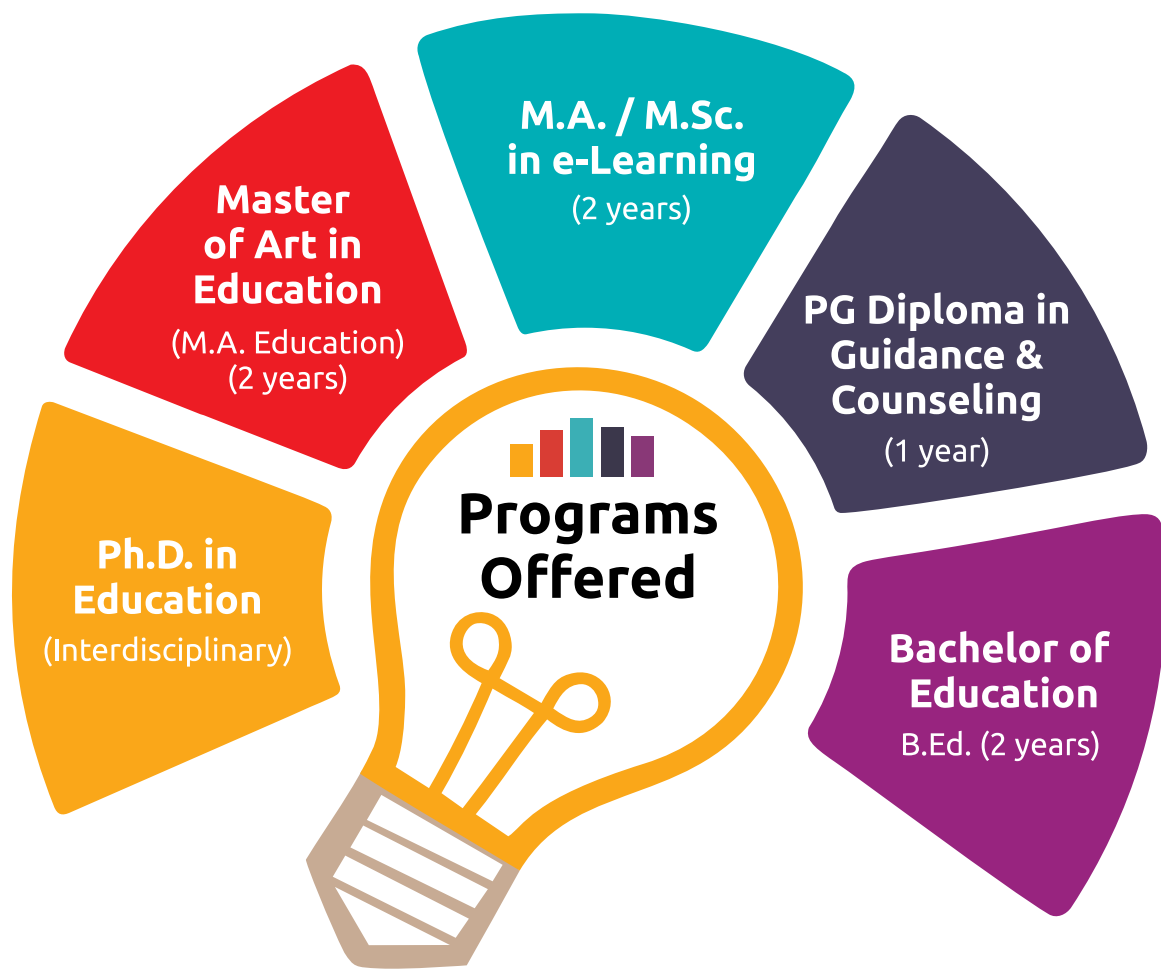 M.A. / M.Sc.
in e-Learning
(2 years)
Master
of Art in
Education
(M.A. Education)
(2 years)
PG Diploma in
Guidance &
Counseling
(1 year)
Programs
Offered
Ph.D. in
Education
(Interdisciplinary)
Bachelor of
Education
B.Ed. (2 years)